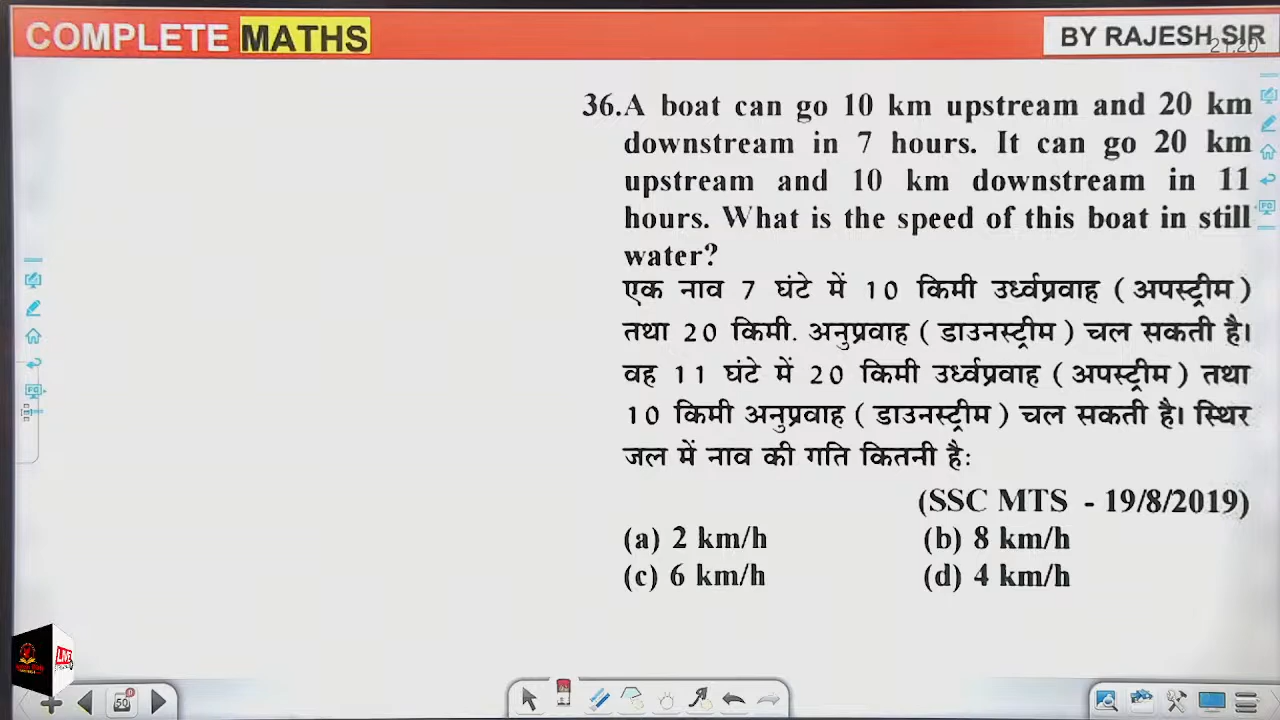 COMPLETE MATHS
BY RAJESH SIR
21:20
36.A boat can go 10 km upstream and 20 km
downstream in 7 hours. It can go 20 km
upstream and 10 km downstream in 11
hours. What is the speed of this boat in still
water?
एक नाव 7 घंटे में 10 किमी उर्ध्वप्रवाह (अपस्ट्रीम)
तथा 20 किमी. अनुप्रवाह (डाउनस्ट्रीम) चल सकती है।
वह 11 घंटे में 20 किमी उर्ध्वप्रवाह (अपस्ट्रीम) तथा
10 किमी अनुप्रवाह (डाउनस्ट्रीम) चल सकती है। स्थिर
जल में नाव की गति कितनी है:
(SSC MTS - 19/8/2019)
(a) 2 km/h (b) 8 km/h
(c) 6 km/h (d) 4 km/h
50